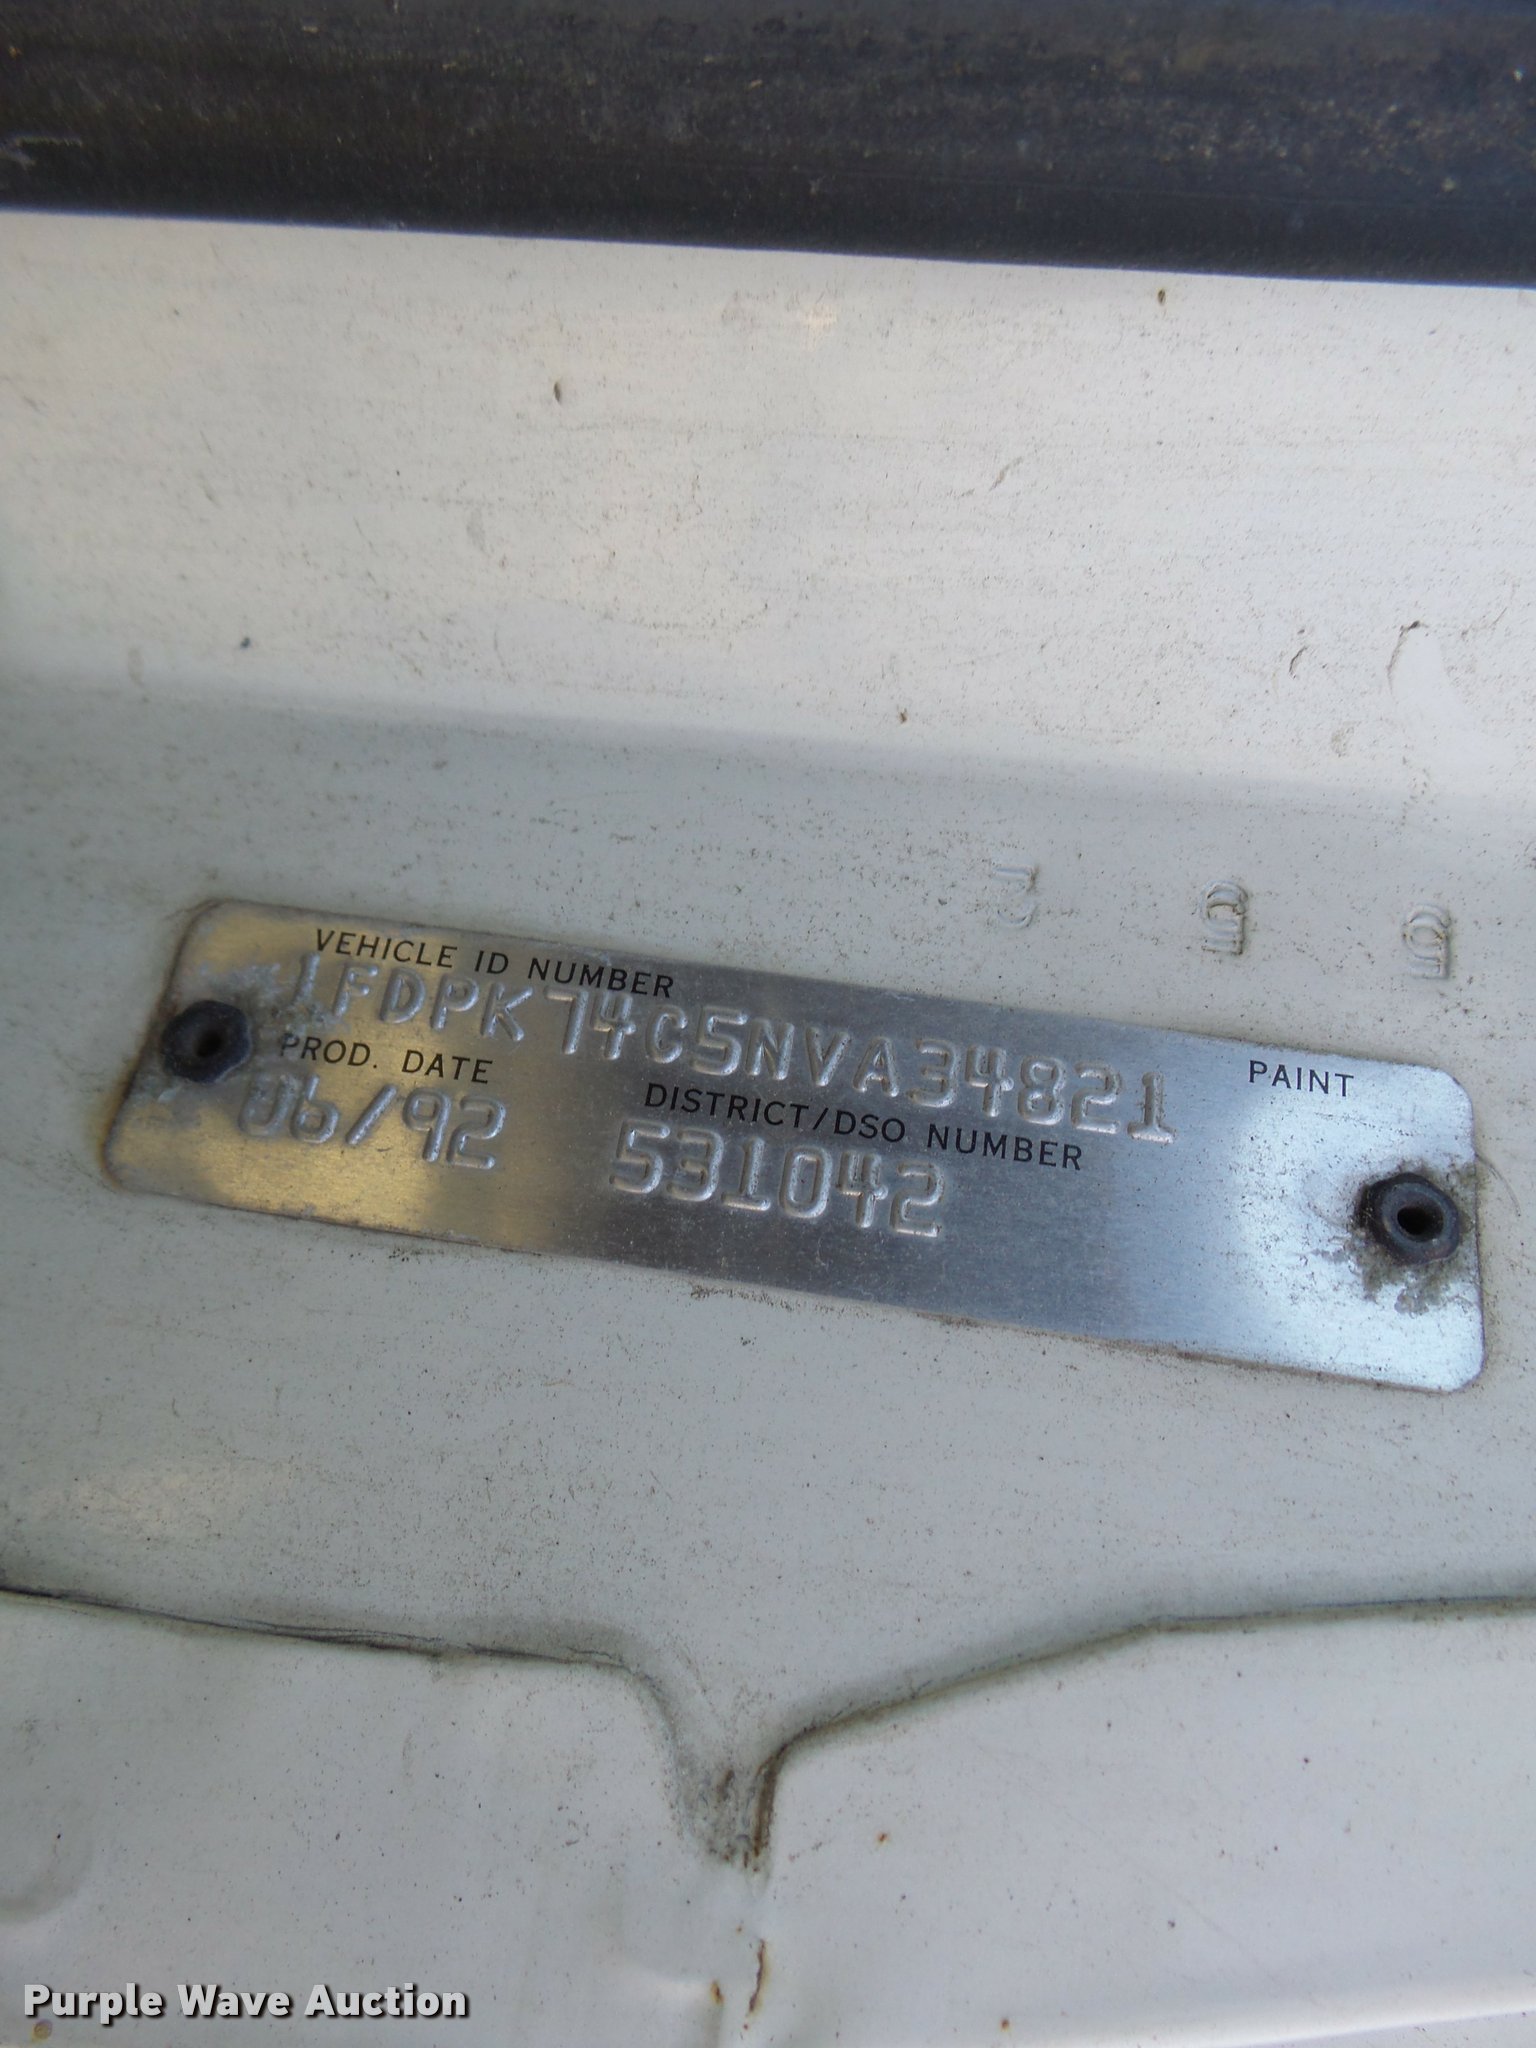 VEHICLE ID NUMBER
1FDPK74C5NVA34821
PROD. DATE
PAINT
06/92
DISTRICT/DSO NUMBER
531042
Purple Wave Auction